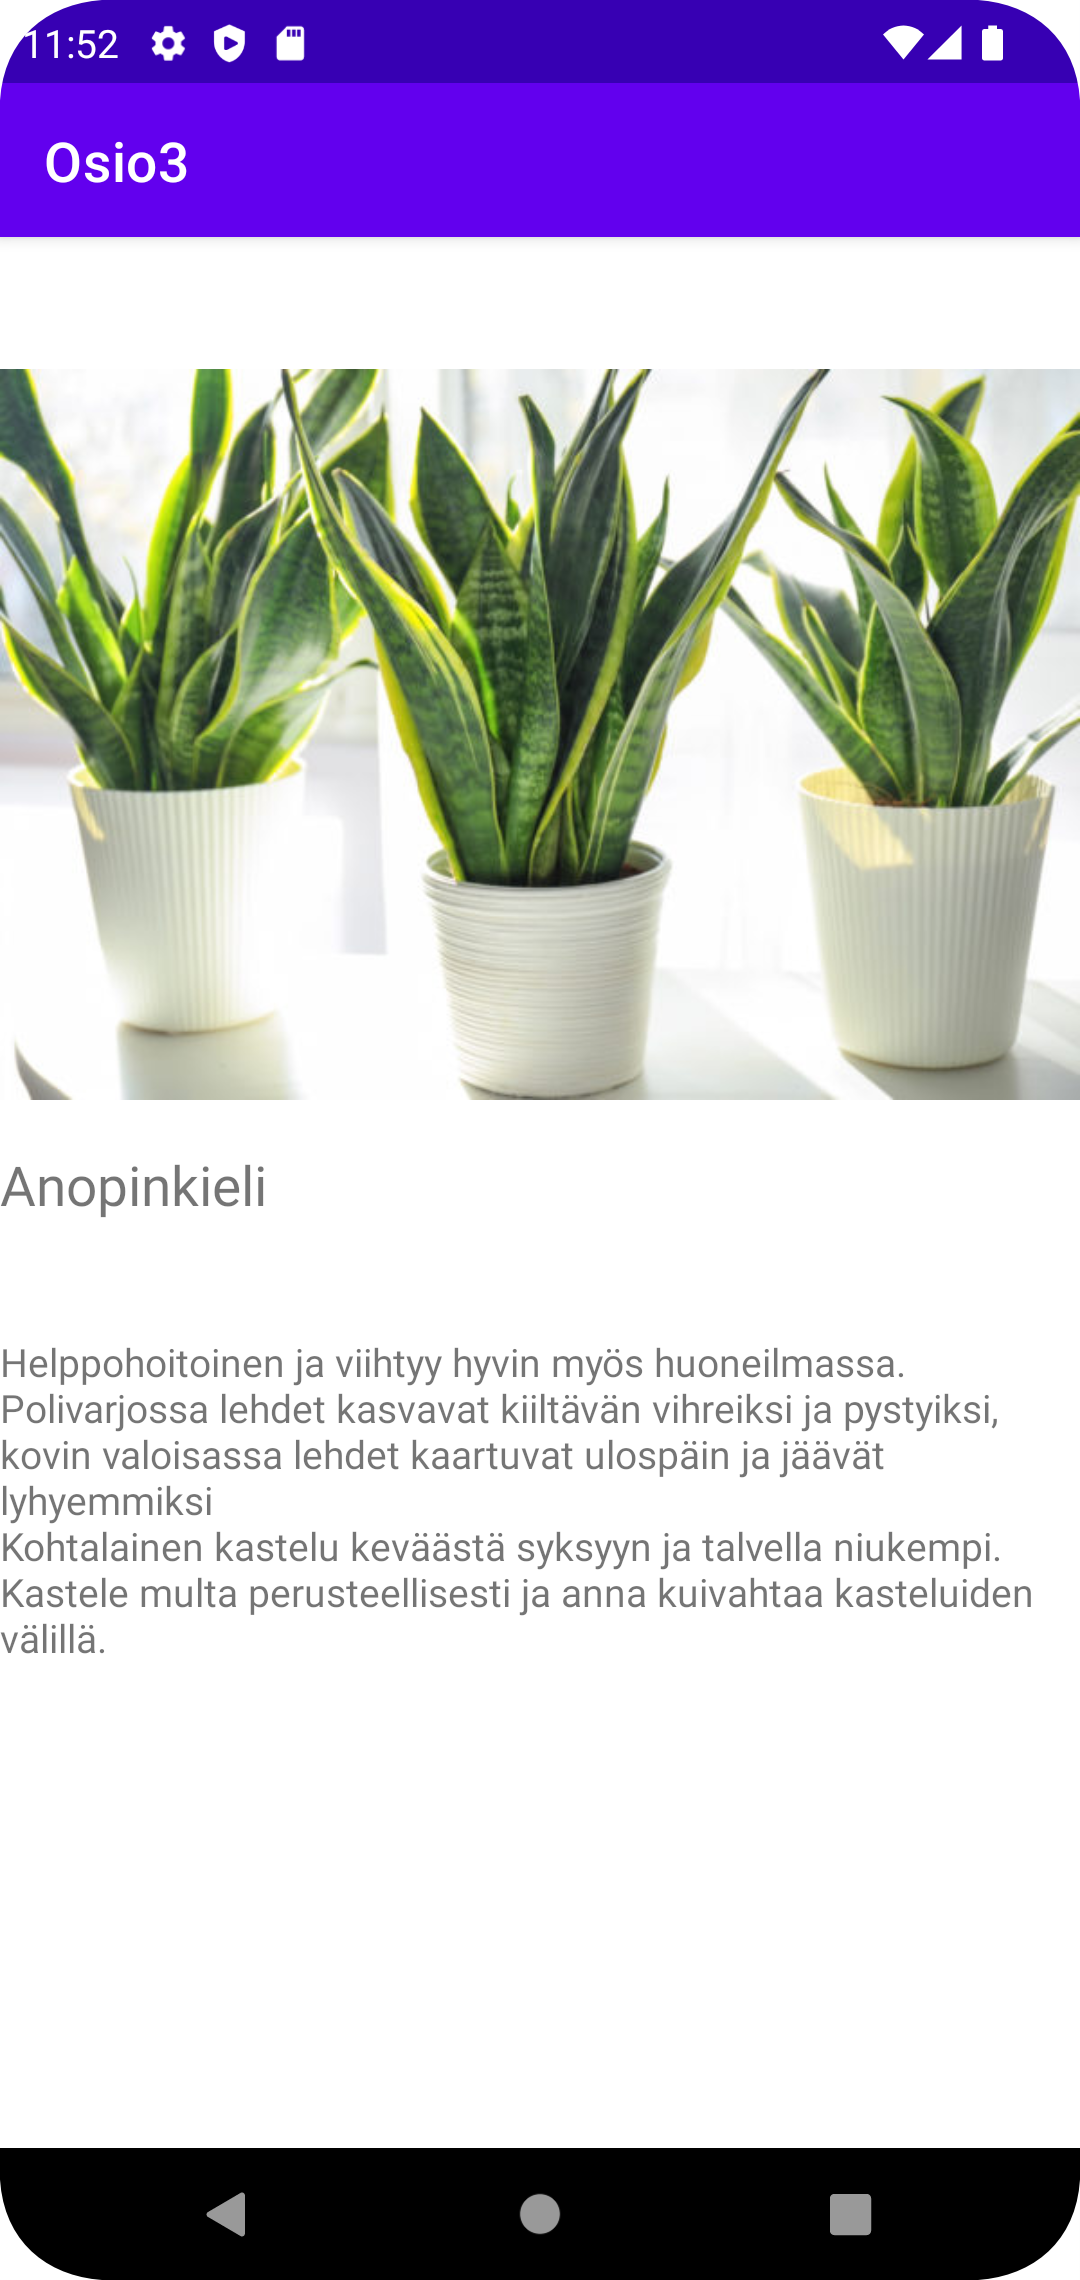 11:52
Osio3
Anopinkieli
Helppohoitoinen ja viihtyy hyvin myös huoneilmassa.
Polivarjossa lehdet kasvavat kiiltävän vihreiksi ja pystyiksi,
kovin valoisassa lehdet kaartuvat ulospäin ja jäävät
lyhyemmiksi
Kohtalainen kastelu keväästä syksyyn ja talvella niukempi.
Kastele multa perusteellisesti ja anna kuivahtaa kasteluiden
välillä.